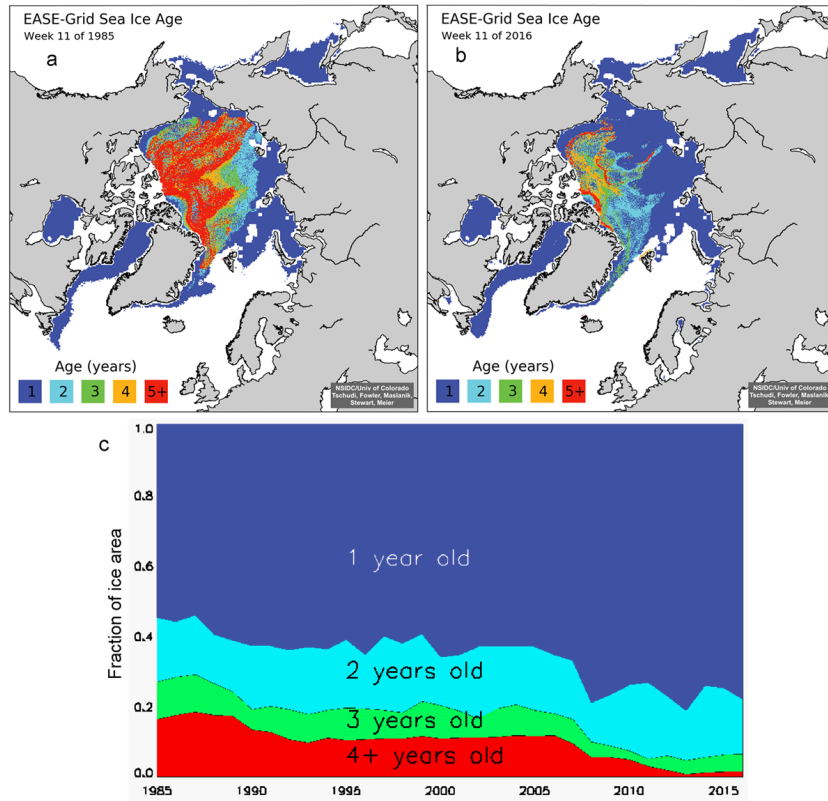 EASE-Grid Sea Ice Age
Week 11 of 1985
a
Age (years)
1 2 3 4 5+
NSIDC/Univ of Colorado
Tschudi, Fowler, Maslanik,
Stewart, Meier
EASE-Grid Sea Ice Age
Week 11 of 2016
b
Age (years)
1 2 3 4 5+
NSIDC/Univ of Colorado
Tschudi, Fowler, Maslanik,
Stewart, Meier
c
Fraction of ice area
1.0
0.8
0.6
0.4
0.2
0.0
1 year old
2 years old
3 years old
4+ years old
1985 1990 1995 2000 2005 2010 2015